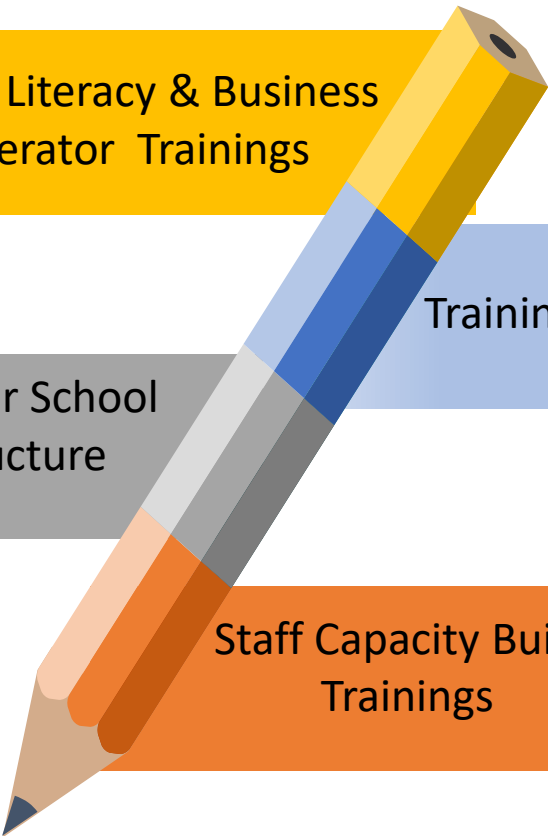 Literacy & Business
erator Trainings
Trainin
r School
ucture
Staff Capacity Bui
Trainings